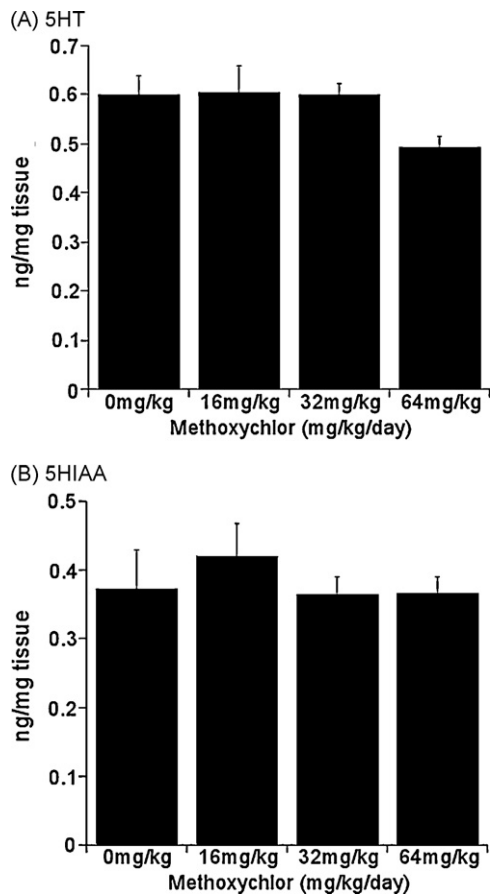 (A) 5HT
0.7
0.6
0.5
0.4
0.3
0.2
0.1
0
ng/mg tissue
0mg/kg 16mg/kg 32mg/kg 64mg/kg
Methoxychlor (mg/kg/day)
(B) 5HIAA
0.5
0.4
0.3
0.2
0.1
0
ng/mg tissue
0mg/kg 16mg/kg 32mg/kg 64mg/kg
Methoxychlor (mg/kg/day)